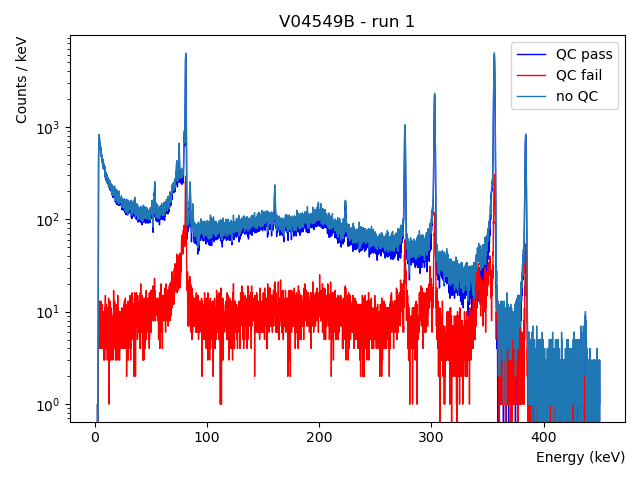 V04549B - run 1
Counts / keV
QC pass
QC fail
no QC
10³
10²
10¹
10⁰
0 100 200 300 400
Energy (keV)